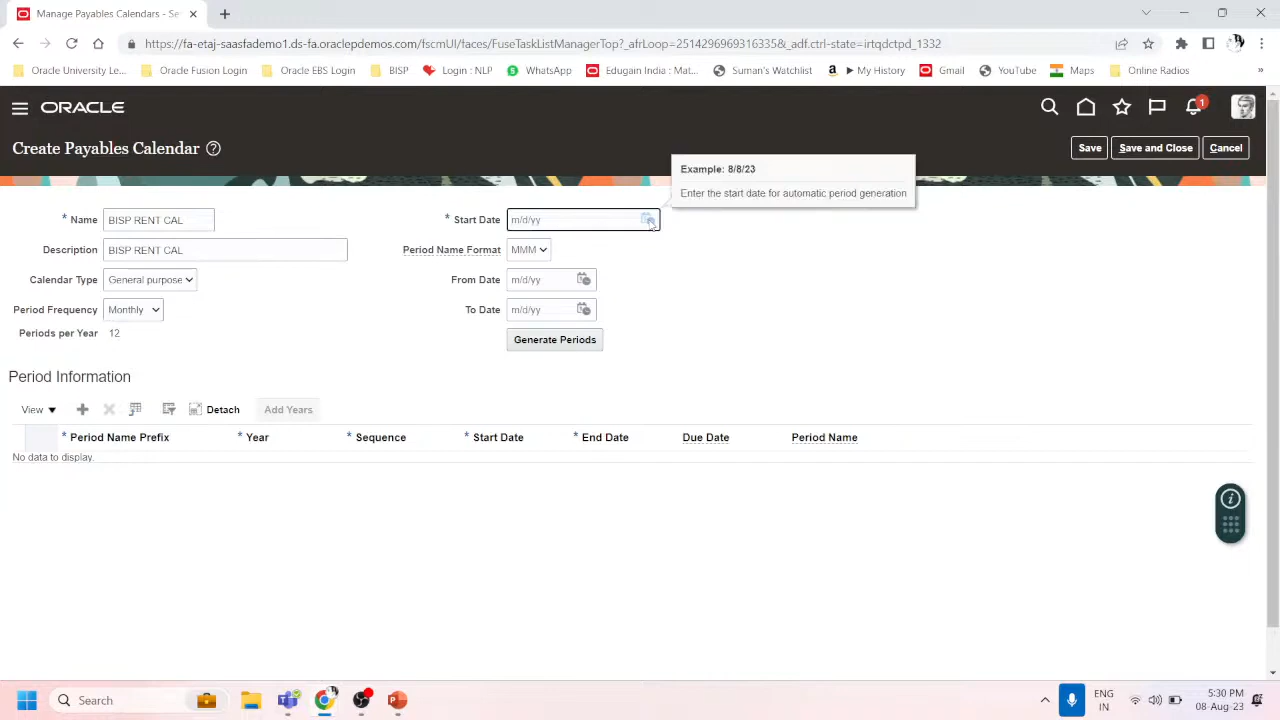 Manage Payables Calendars - Se
https://fa-etaj-saasfademo1.ds-fa.oraclepdemos.com/fscmUI/faces/FuseTaskListManagerTop?_afrLoop=2514296969316335&_adf.ctrl-state=irtqdctpd_1332
Oracle University Le... Oracle Fusion Login Oracle EBS Login BISP Login : NLP WhatsApp Edugain India : Mat... Suman's Watchlist ▶ My History Gmail YouTube Maps Online Radios »
ORACLE 1
Create Payables Calendar ? Save Save and Close Cancel
Example: 8/8/23
Enter the start date for automatic period generation
* Name BISP RENT CAL * Start Date m/d/yy
Description BISP RENT CAL Period Name Format MMM
Calendar Type General purpose From Date m/d/yy
Period Frequency Monthly To Date m/d/yy
Periods per Year 12
Generate Periods
Period Information
View Detach Add Years
* Period Name Prefix * Year * Sequence * Start Date * End Date Due Date Period Name
No data to display.
Search ENG 5:30 PM
IN 08-Aug-23